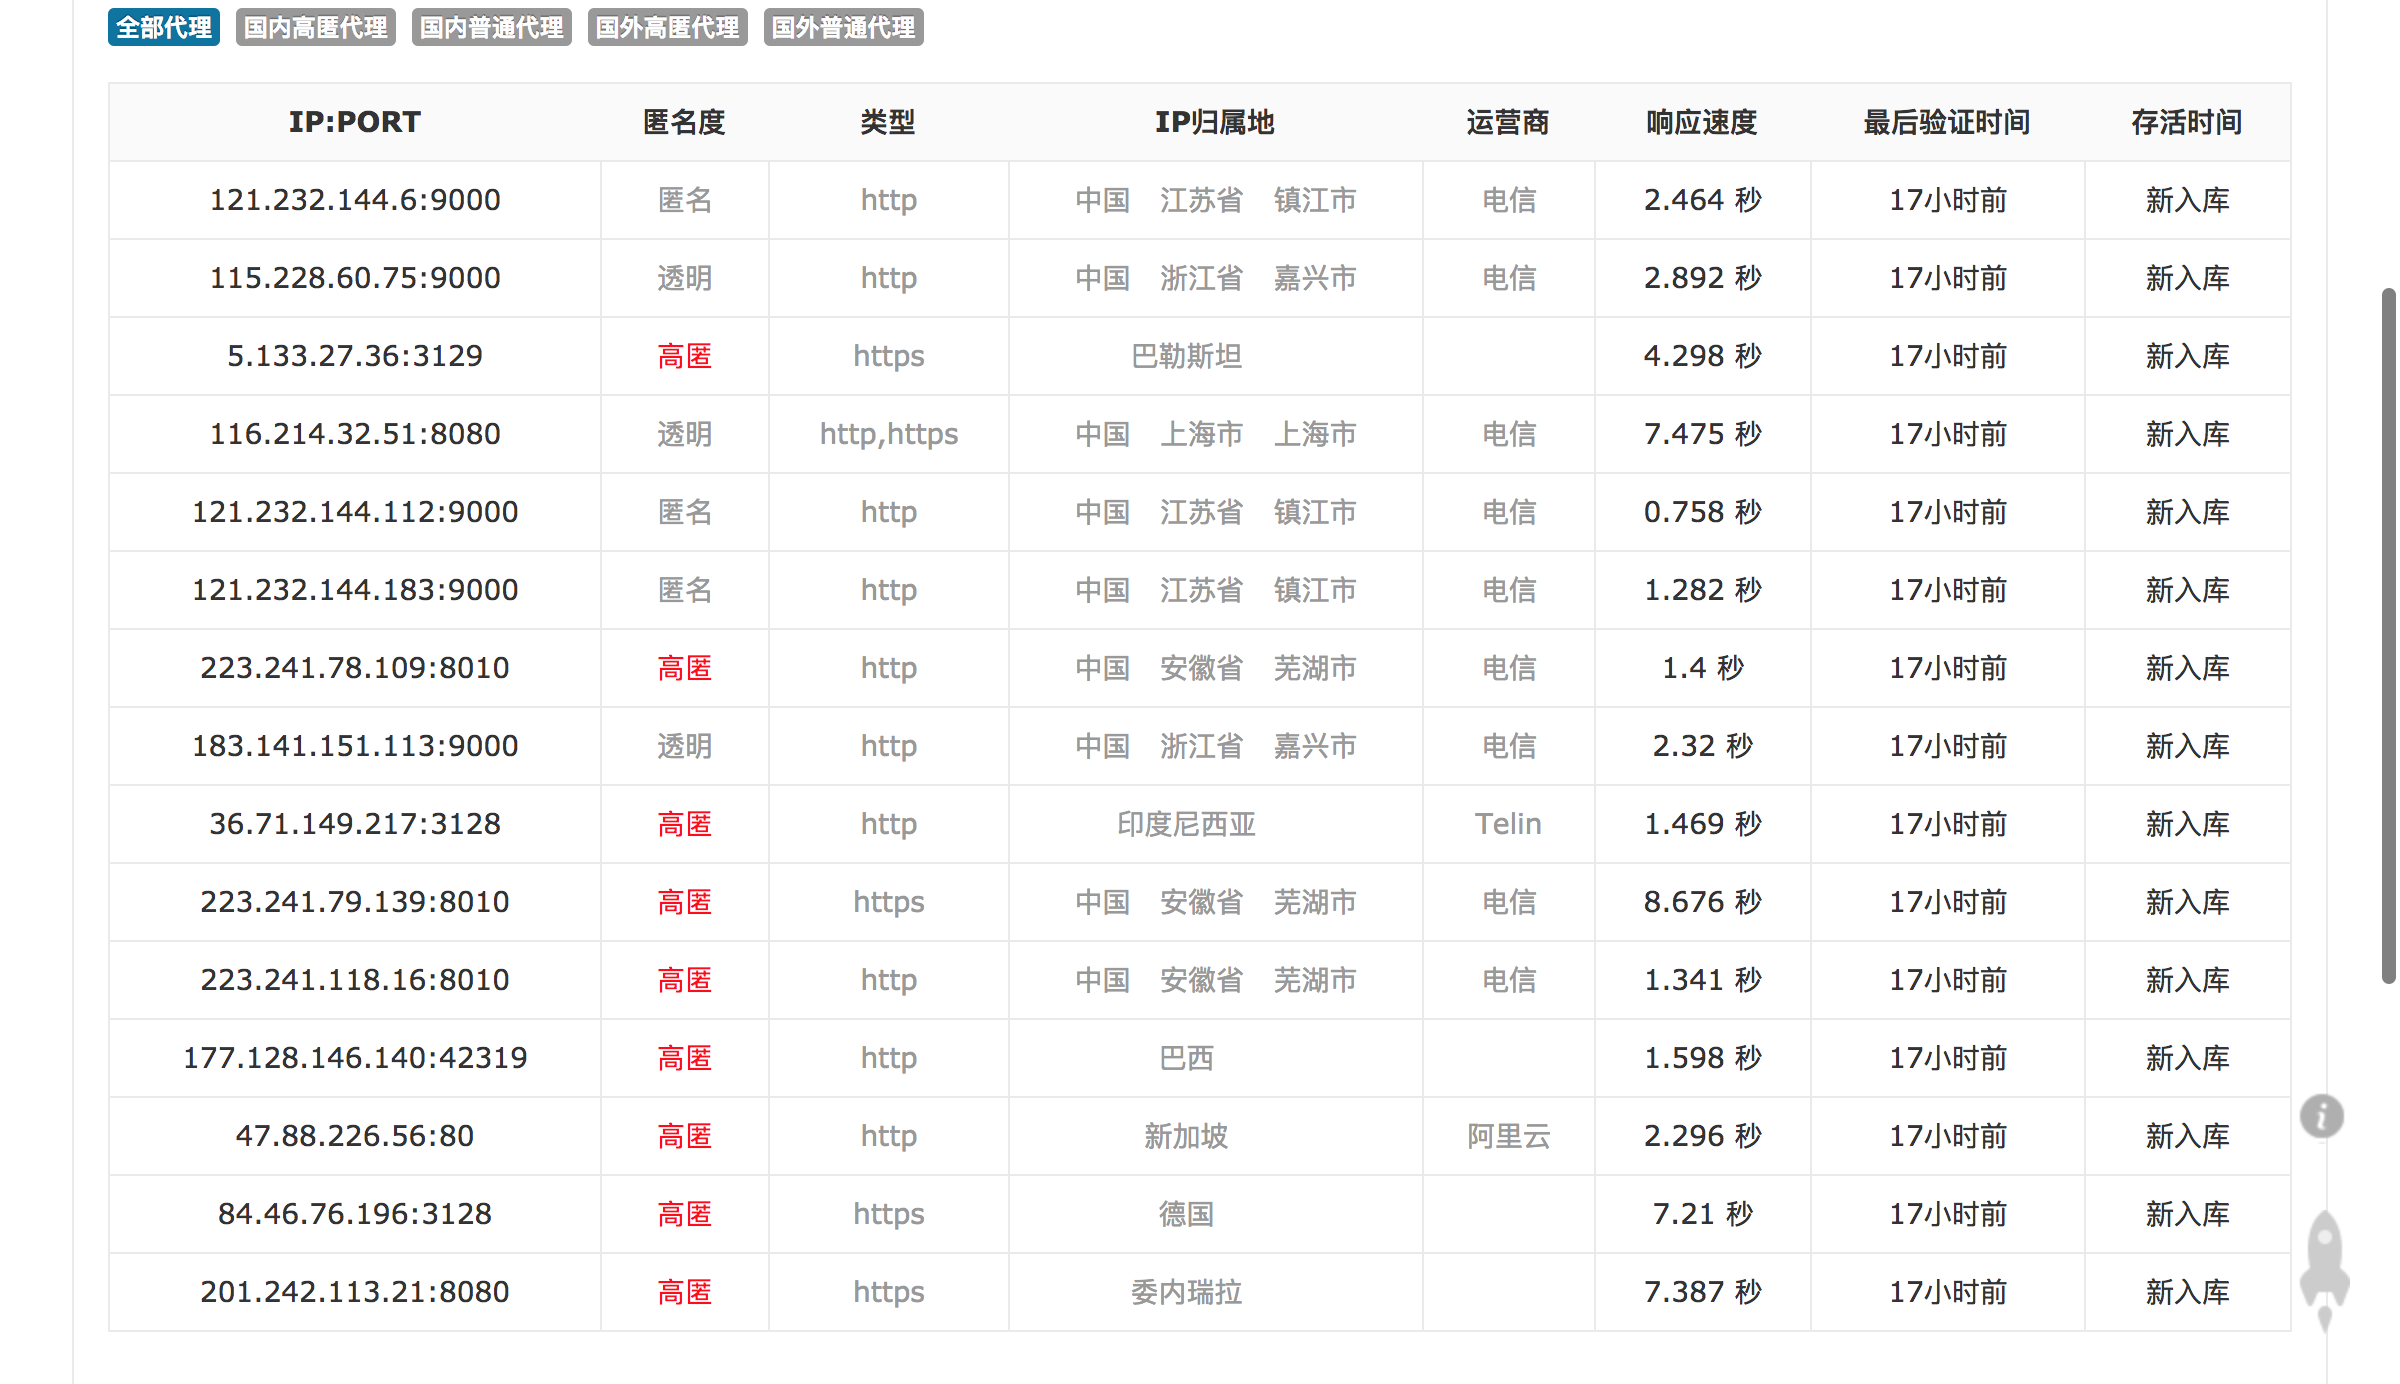 全部代理 国内高匿代理 国内普通代理 国外高匿代理 国外普通代理
IP:PORT 匿名度 类型 IP归属地 运营商 响应速度 最后验证时间 存活时间
121.232.144.6:9000 匿名 http 中国 江苏省 镇江市 电信 2.464 秒 17小时前 新入库
115.228.60.75:9000 透明 http 中国 浙江省 嘉兴市 电信 2.892 秒 17小时前 新入库
5.133.27.36:3129 高匿 https 巴勒斯坦 4.298 秒 17小时前 新入库
116.214.32.51:8080 透明 http,https 中国 上海市 上海市 电信 7.475 秒 17小时前 新入库
121.232.144.112:9000 匿名 http 中国 江苏省 镇江市 电信 0.758 秒 17小时前 新入库
121.232.144.183:9000 匿名 http 中国 江苏省 镇江市 电信 1.282 秒 17小时前 新入库
223.241.78.109:8010 高匿 http 中国 安徽省 芜湖市 电信 1.4 秒 17小时前 新入库
183.141.151.113:9000 透明 http 中国 浙江省 嘉兴市 电信 2.32 秒 17小时前 新入库
36.71.149.217:3128 高匿 http 印度尼西亚 Telin 1.469 秒 17小时前 新入库
223.241.79.139:8010 高匿 https 中国 安徽省 芜湖市 电信 8.676 秒 17小时前 新入库
223.241.118.16:8010 高匿 http 中国 安徽省 芜湖市 电信 1.341 秒 17小时前 新入库
177.128.146.140:42319 高匿 http 巴西 1.598 秒 17小时前 新入库
47.88.226.56:80 高匿 http 新加坡 阿里云 2.296 秒 17小时前 新入库
84.46.76.196:3128 高匿 https 德国 7.21 秒 17小时前 新入库
201.242.113.21:8080 高匿 https 委内瑞拉 7.387 秒 17小时前 新入库